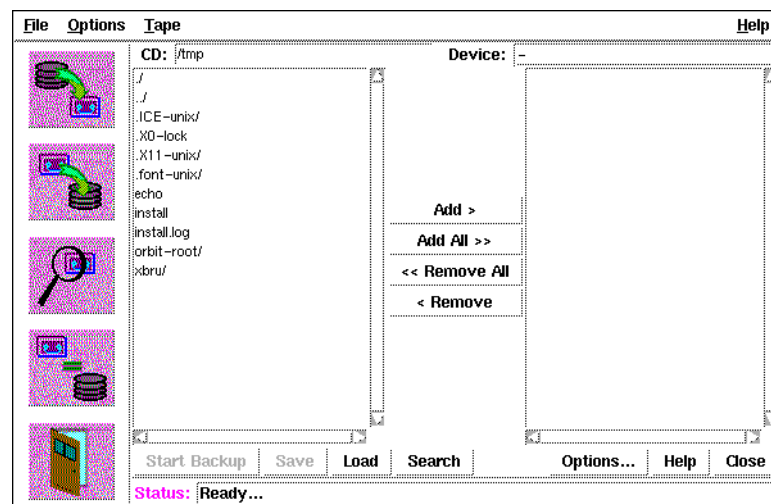 File Options Tape Help
CD: /tmp Device: -
./
../
.ICE-unix/
.X0-lock
.X11-unix/
.font-unix/
echo
install
install.log
orbit-root/
xbru/
Add >
Add All >>
<< Remove All
< Remove
Start Backup Save Load Search Options... Help Close
Status: Ready...